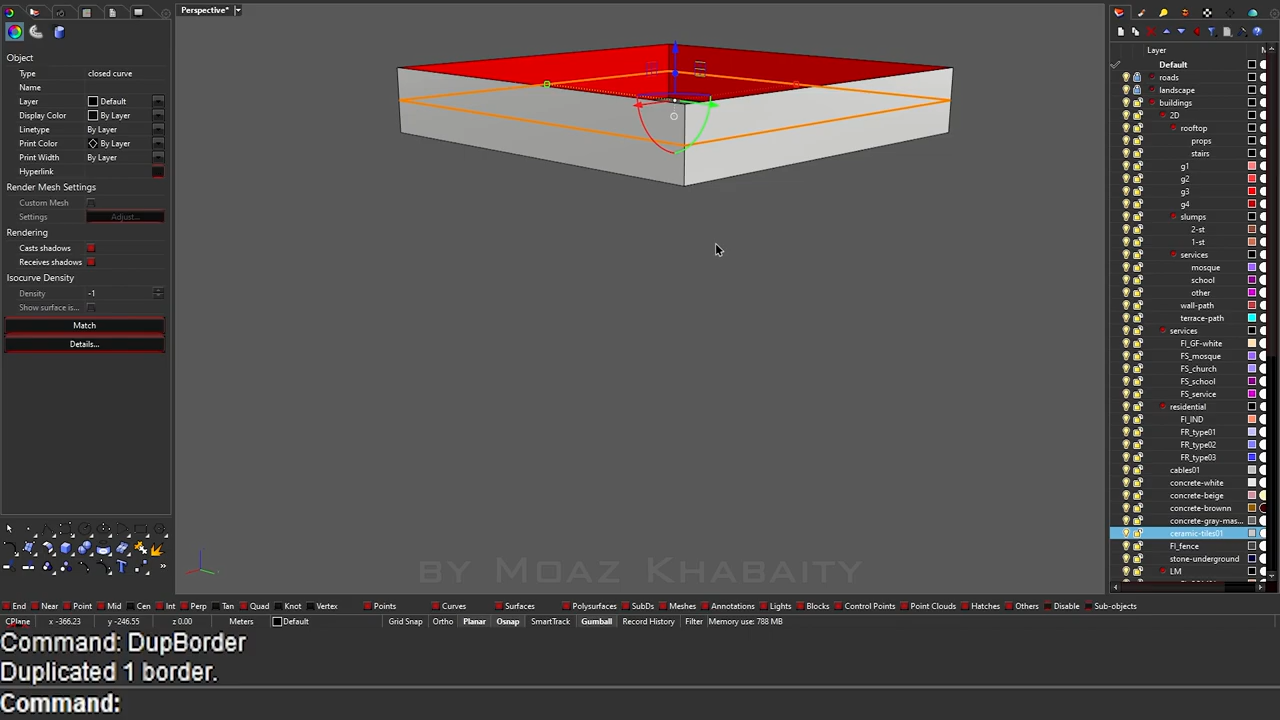 Perspective*
Object
Type closed curve
Name
Layer Default
Display Color By Layer
Linetype By Layer
Print Color By Layer
Print Width By Layer
Hyperlink
Render Mesh Settings
Custom Mesh
Settings Adjust...
Rendering
Casts shadows
Receives shadows
Isocurve Density
Density -1
Show surface is...
Match
Details...
Layer M
Default
roads
landscape
buildings
2D
rooftop
props
stairs
g1
g2
g3
g4
slumps
2-st
1-st
services
mosque
school
other
wall-path
terrace-path
services
FI_GF-white
FS_mosque
FS_church
FS_school
FS_service
residential
FI_IND
FR_type01
FR_type02
FR_type03
cables01
concrete-white
concrete-beige
concrete-brownn
concrete-gray-mas...
ceramic-tiles01
FI_fence
stone-underground
LM
BY MOAZ KHABAITY
End Near Point Mid Cen Int Perp Tan Quad Knot Vertex Points Curves Surfaces Polysurfaces SubDs Meshes Annotations Lights Blocks Control Points Point Clouds Hatches Others Disable Sub-objects
CPlane x -366.23 y -246.55 z 0.00 Meters Default Grid Snap Ortho Planar Osnap SmartTrack Gumball Record History Filter Memory use: 788 MB
Command: DupBorder
Duplicated 1 border.
Command: